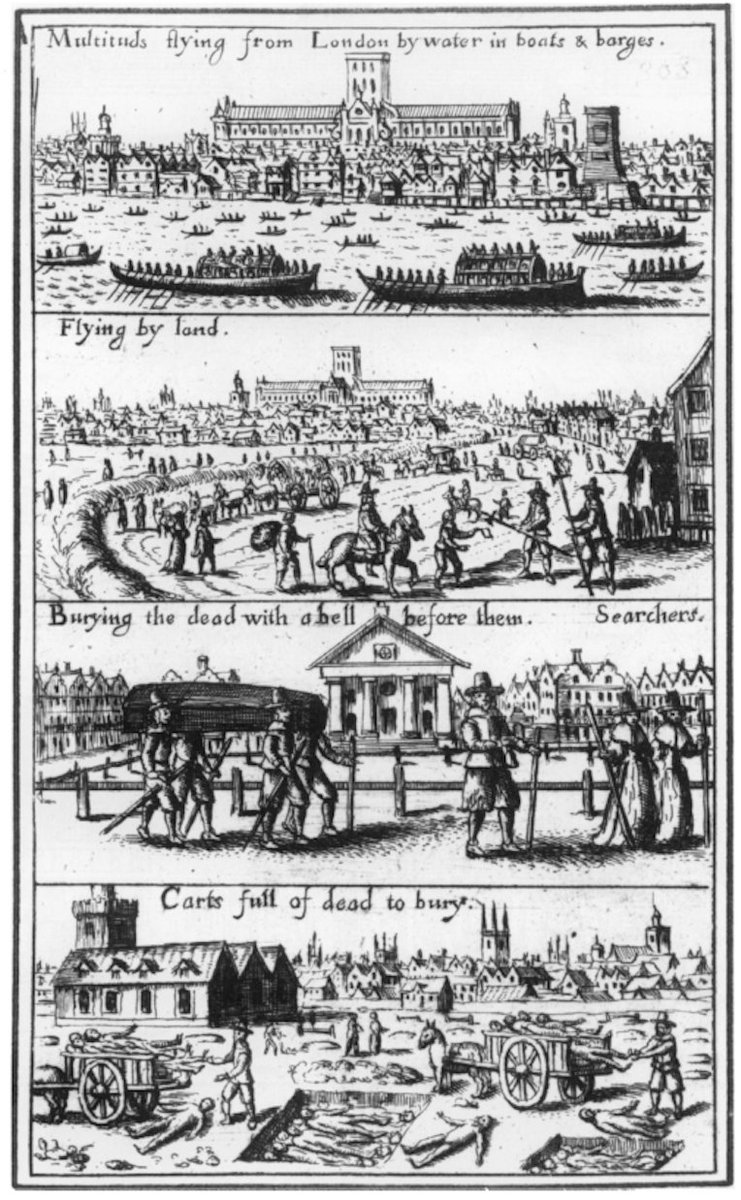 Multituds flying from London by water in boats & barges.
Flying by land.
Burying the dead with a bell before them. Searchers.
Carts full of dead to bury.